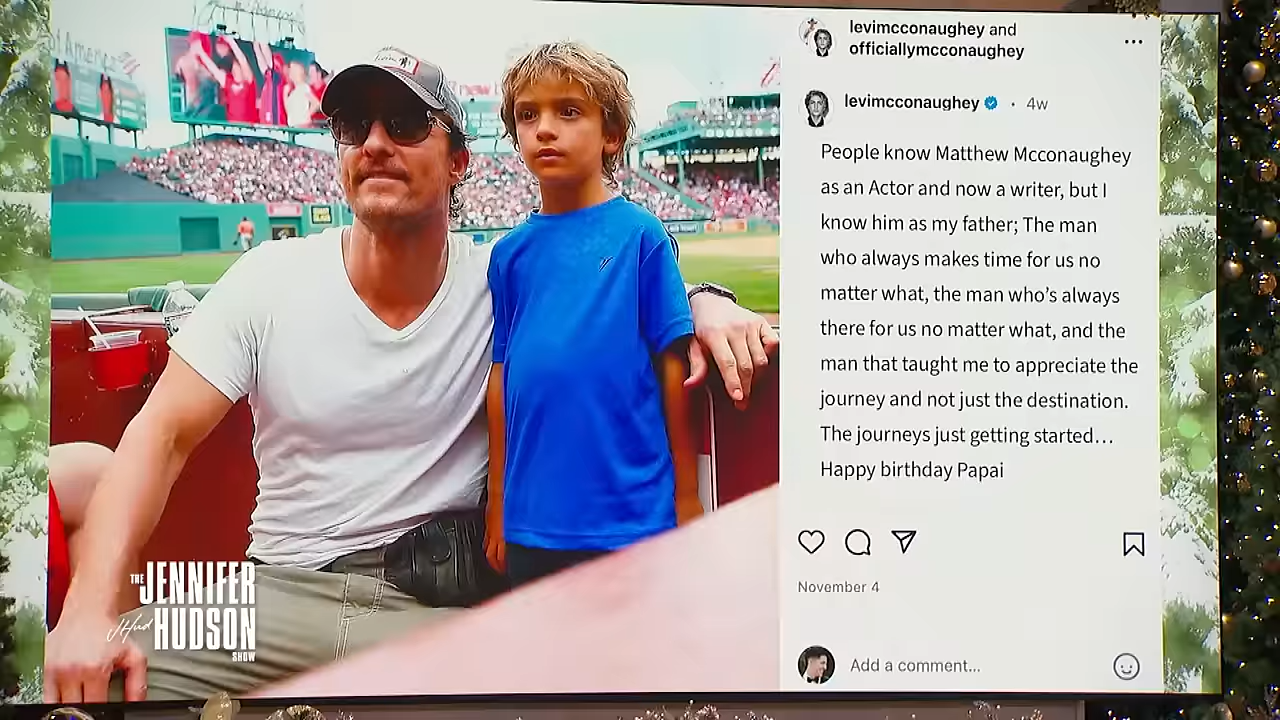 levimcconaughey and
officiallymcconaughey
levimcconaughey · 4w
People know Matthew Mcconaughey
as an Actor and now a writer, but I
know him as my father; The man
who always makes time for us no
matter what, the man who’s always
there for us no matter what, and the
man that taught me to appreciate the
journey and not just the destination.
The journeys just getting started…
Happy birthday Papai
November 4
Add a comment...
THE
JENNIFER
JHud
HUDSON
SHOW